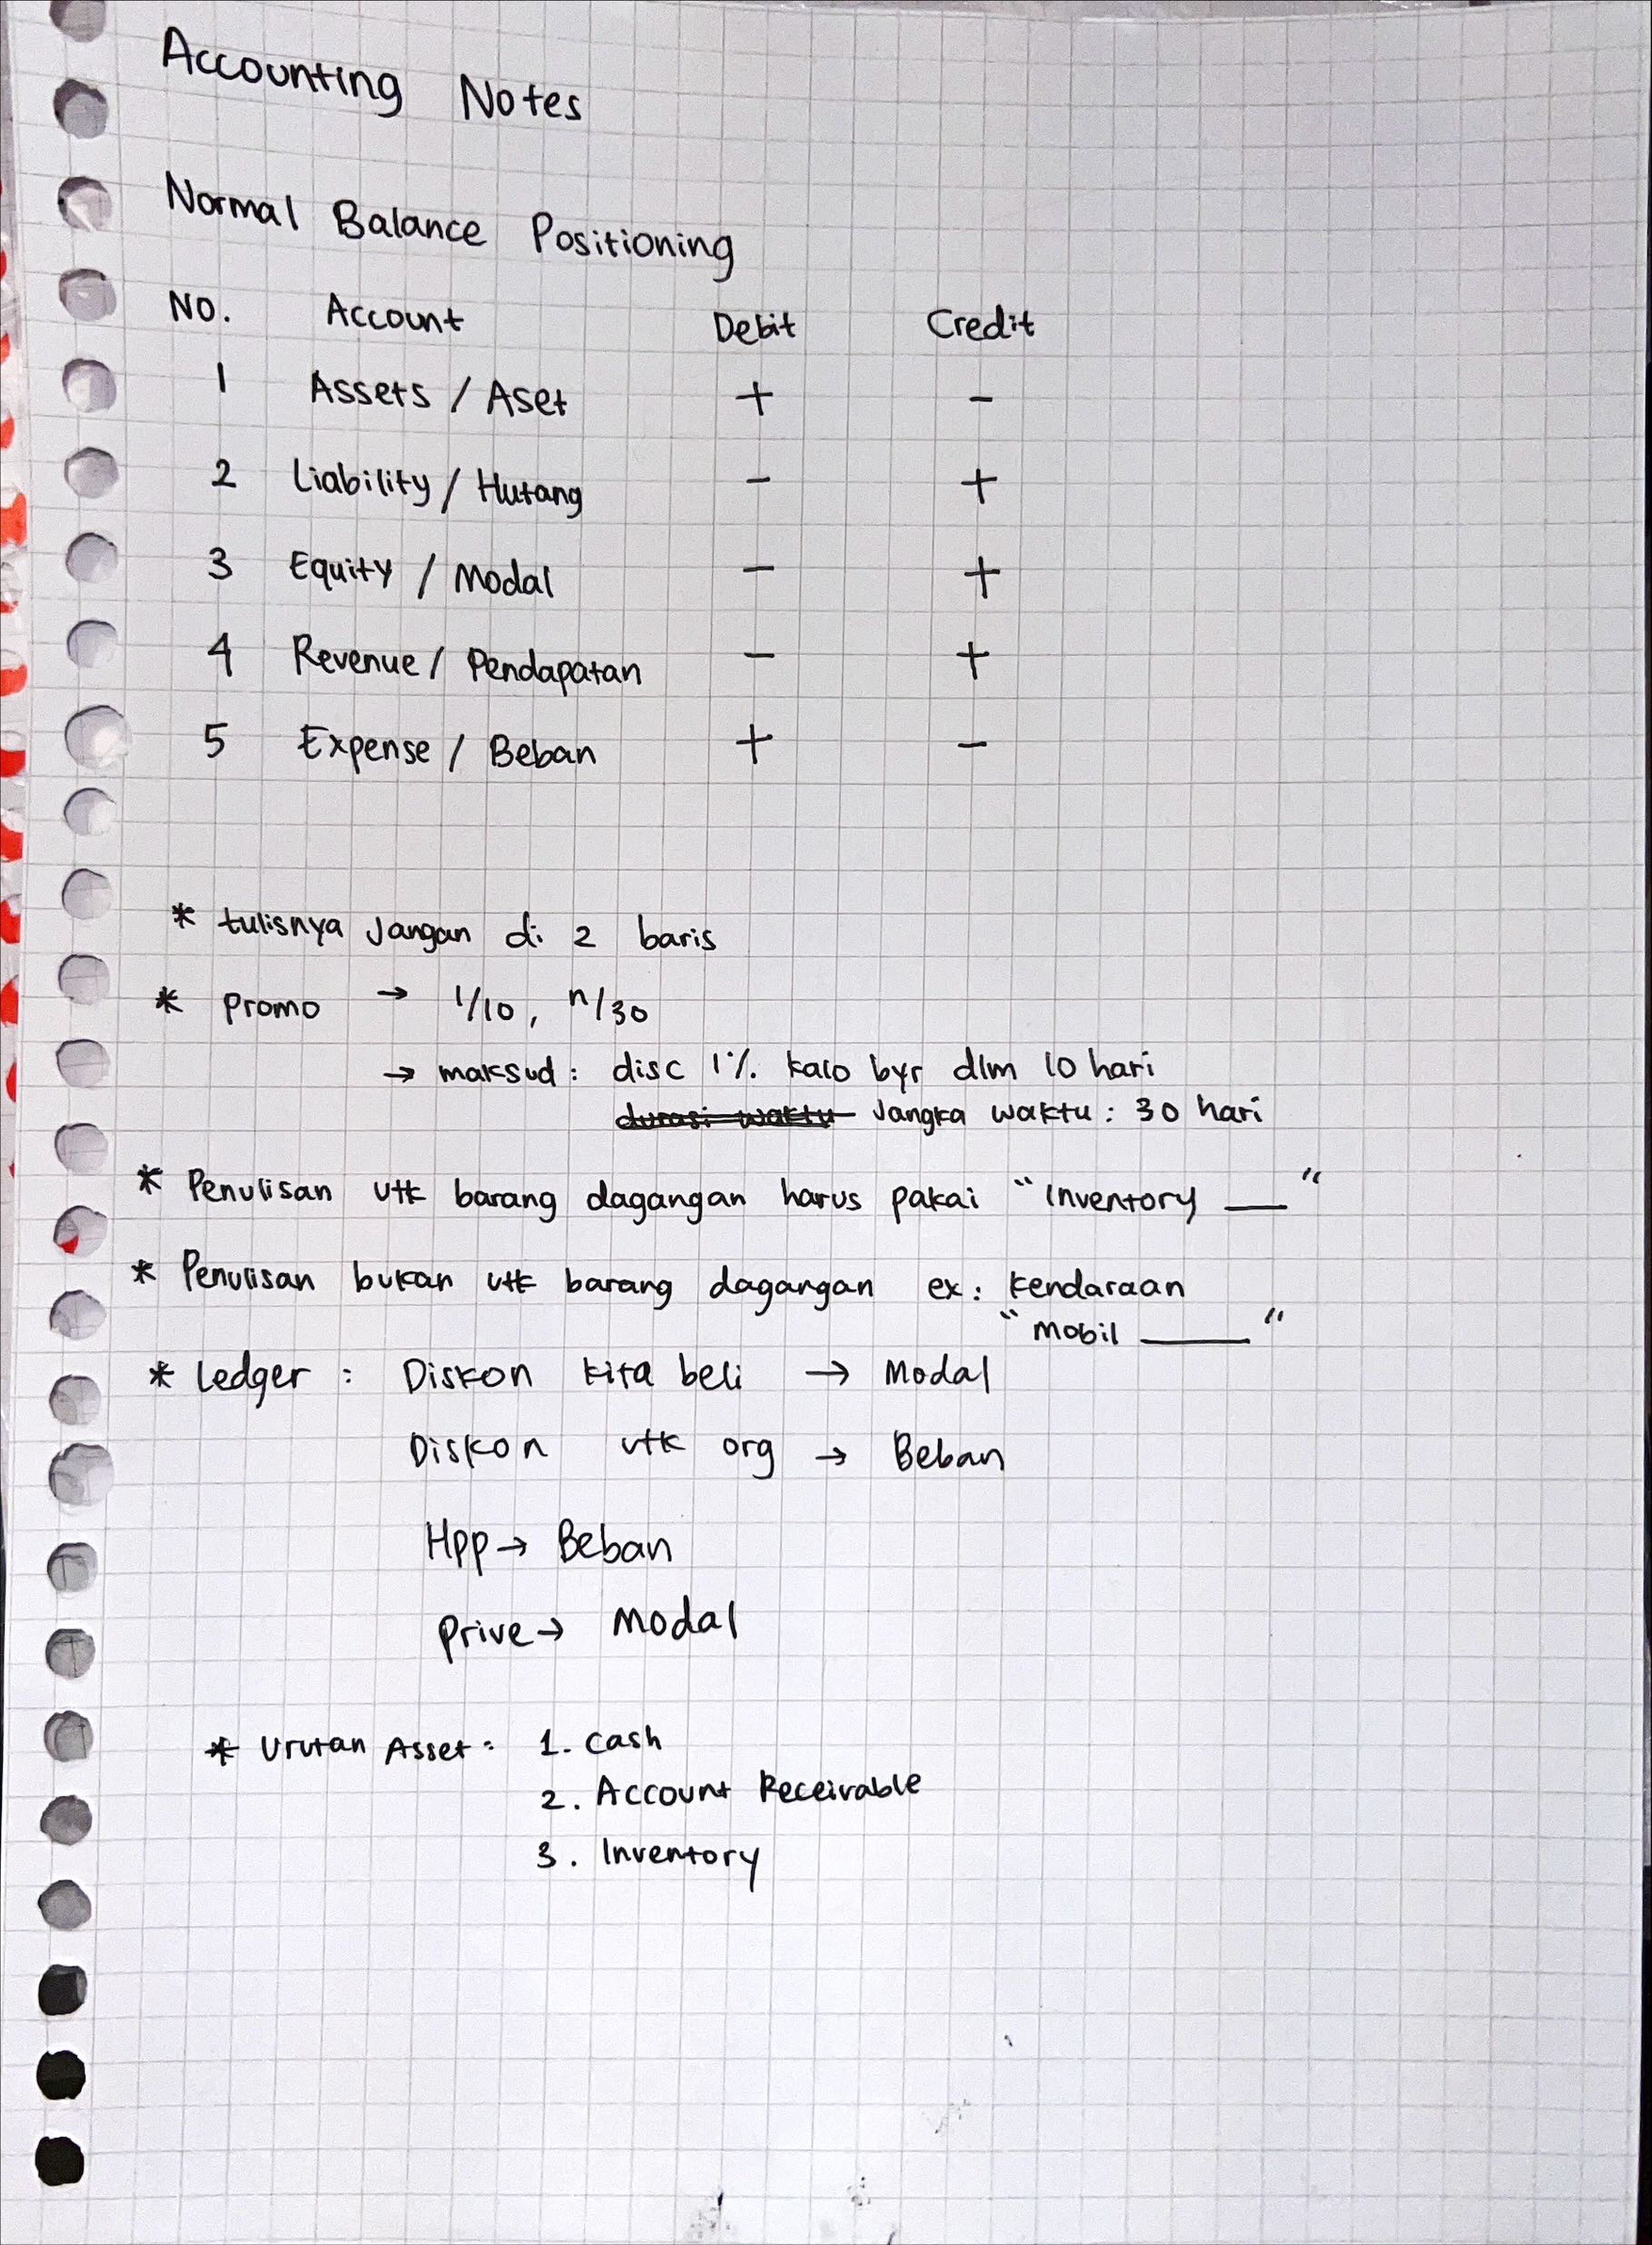 Accounting Notes
Normal Balance Positioning
No. Account Debit Credit
1 Assets / Aset + -
2 Liability / Hutang - +
3 Equity / Modal - +
4 Revenue / Pendapatan - +
5 Expense / Beban + -
* tulisnya Jangan di 2 baris
* promo → 1/10, n/30
→ maksud : disc 1% kalo byr dlm 10 hari
durasi waktu Jangka waktu : 30 hari
* Penulisan utk barang dagangan harus pakai "Inventory __"
* Penulisan bukan utk barang dagangan ex : kendaraan
"Mobil ____"
* Ledger : Diskon kita beli → Modal
Diskon utk org → Beban
Hpp → Beban
prive → Modal
* Urutan Asset : 1. Cash
2. Account Receivable
3. Inventory